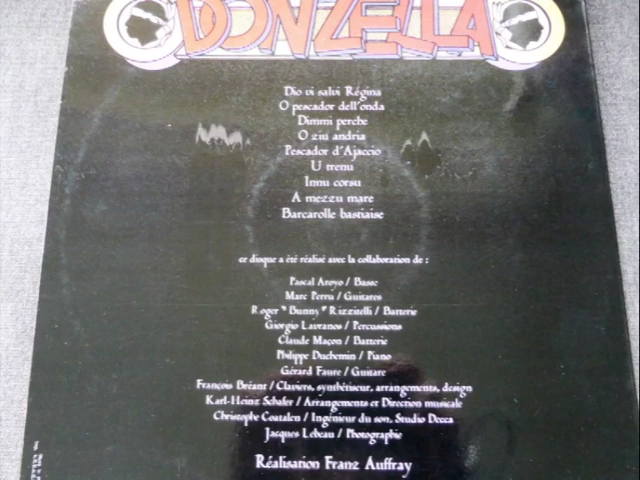 DONZELLA
Dio vi salvi Régina
O pescador dell'onda
Dimmi perche
O ziu andria
Pescador d'Ajaccio
U trenu
Innu corsu
A mezzu mare
Barcarolle bastiaise
ce disque a été réalisé avec la collaboration de :
Pascal Aroyo / Basse
Marc Perru / Guitares
Roger "Bunny" Rizzitelli / Batterie
Giorgio Lavranos / Percussions
Claude Maçon / Batterie
Philippe Duchemin / Piano
Gérard Faure / Guitare
François Bréant / Claviers, synthétiseur, arrangements, design
Karl-Heinz Schafer / Arrangements et Direction musicale
Christophe Coatalen / Ingénieur du son, Studio Decca
Jacques Lebeau / Photographie
Réalisation Franz Auffray